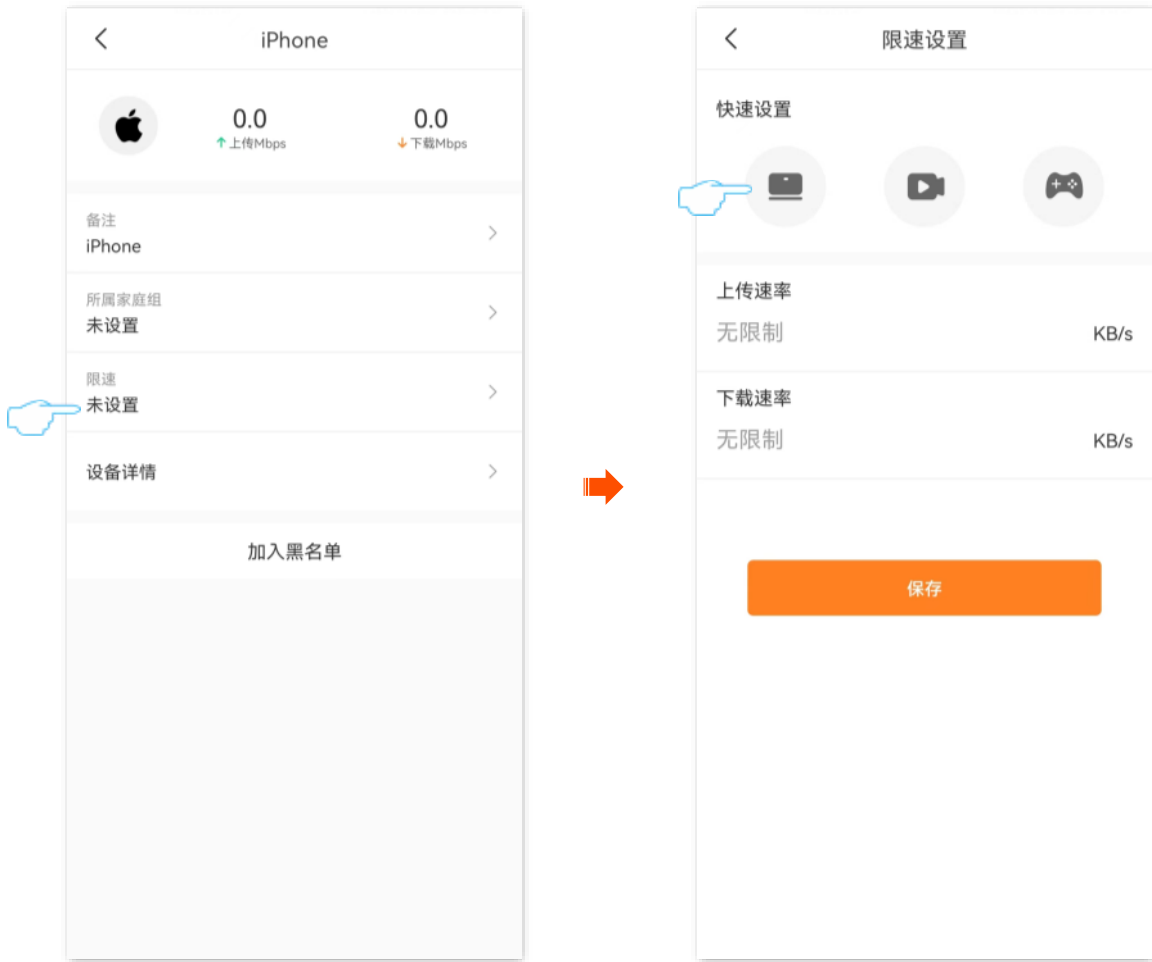 iPhone
0.0
0.0
上传Mbps
下载Mbps
备注
iPhone
所属家庭组
未设置
限速
未设置
设备详情
加入黑名单
限速设置
快速设置
上传速率
无限制
KB/s
下载速率
无限制
KB/s
保存